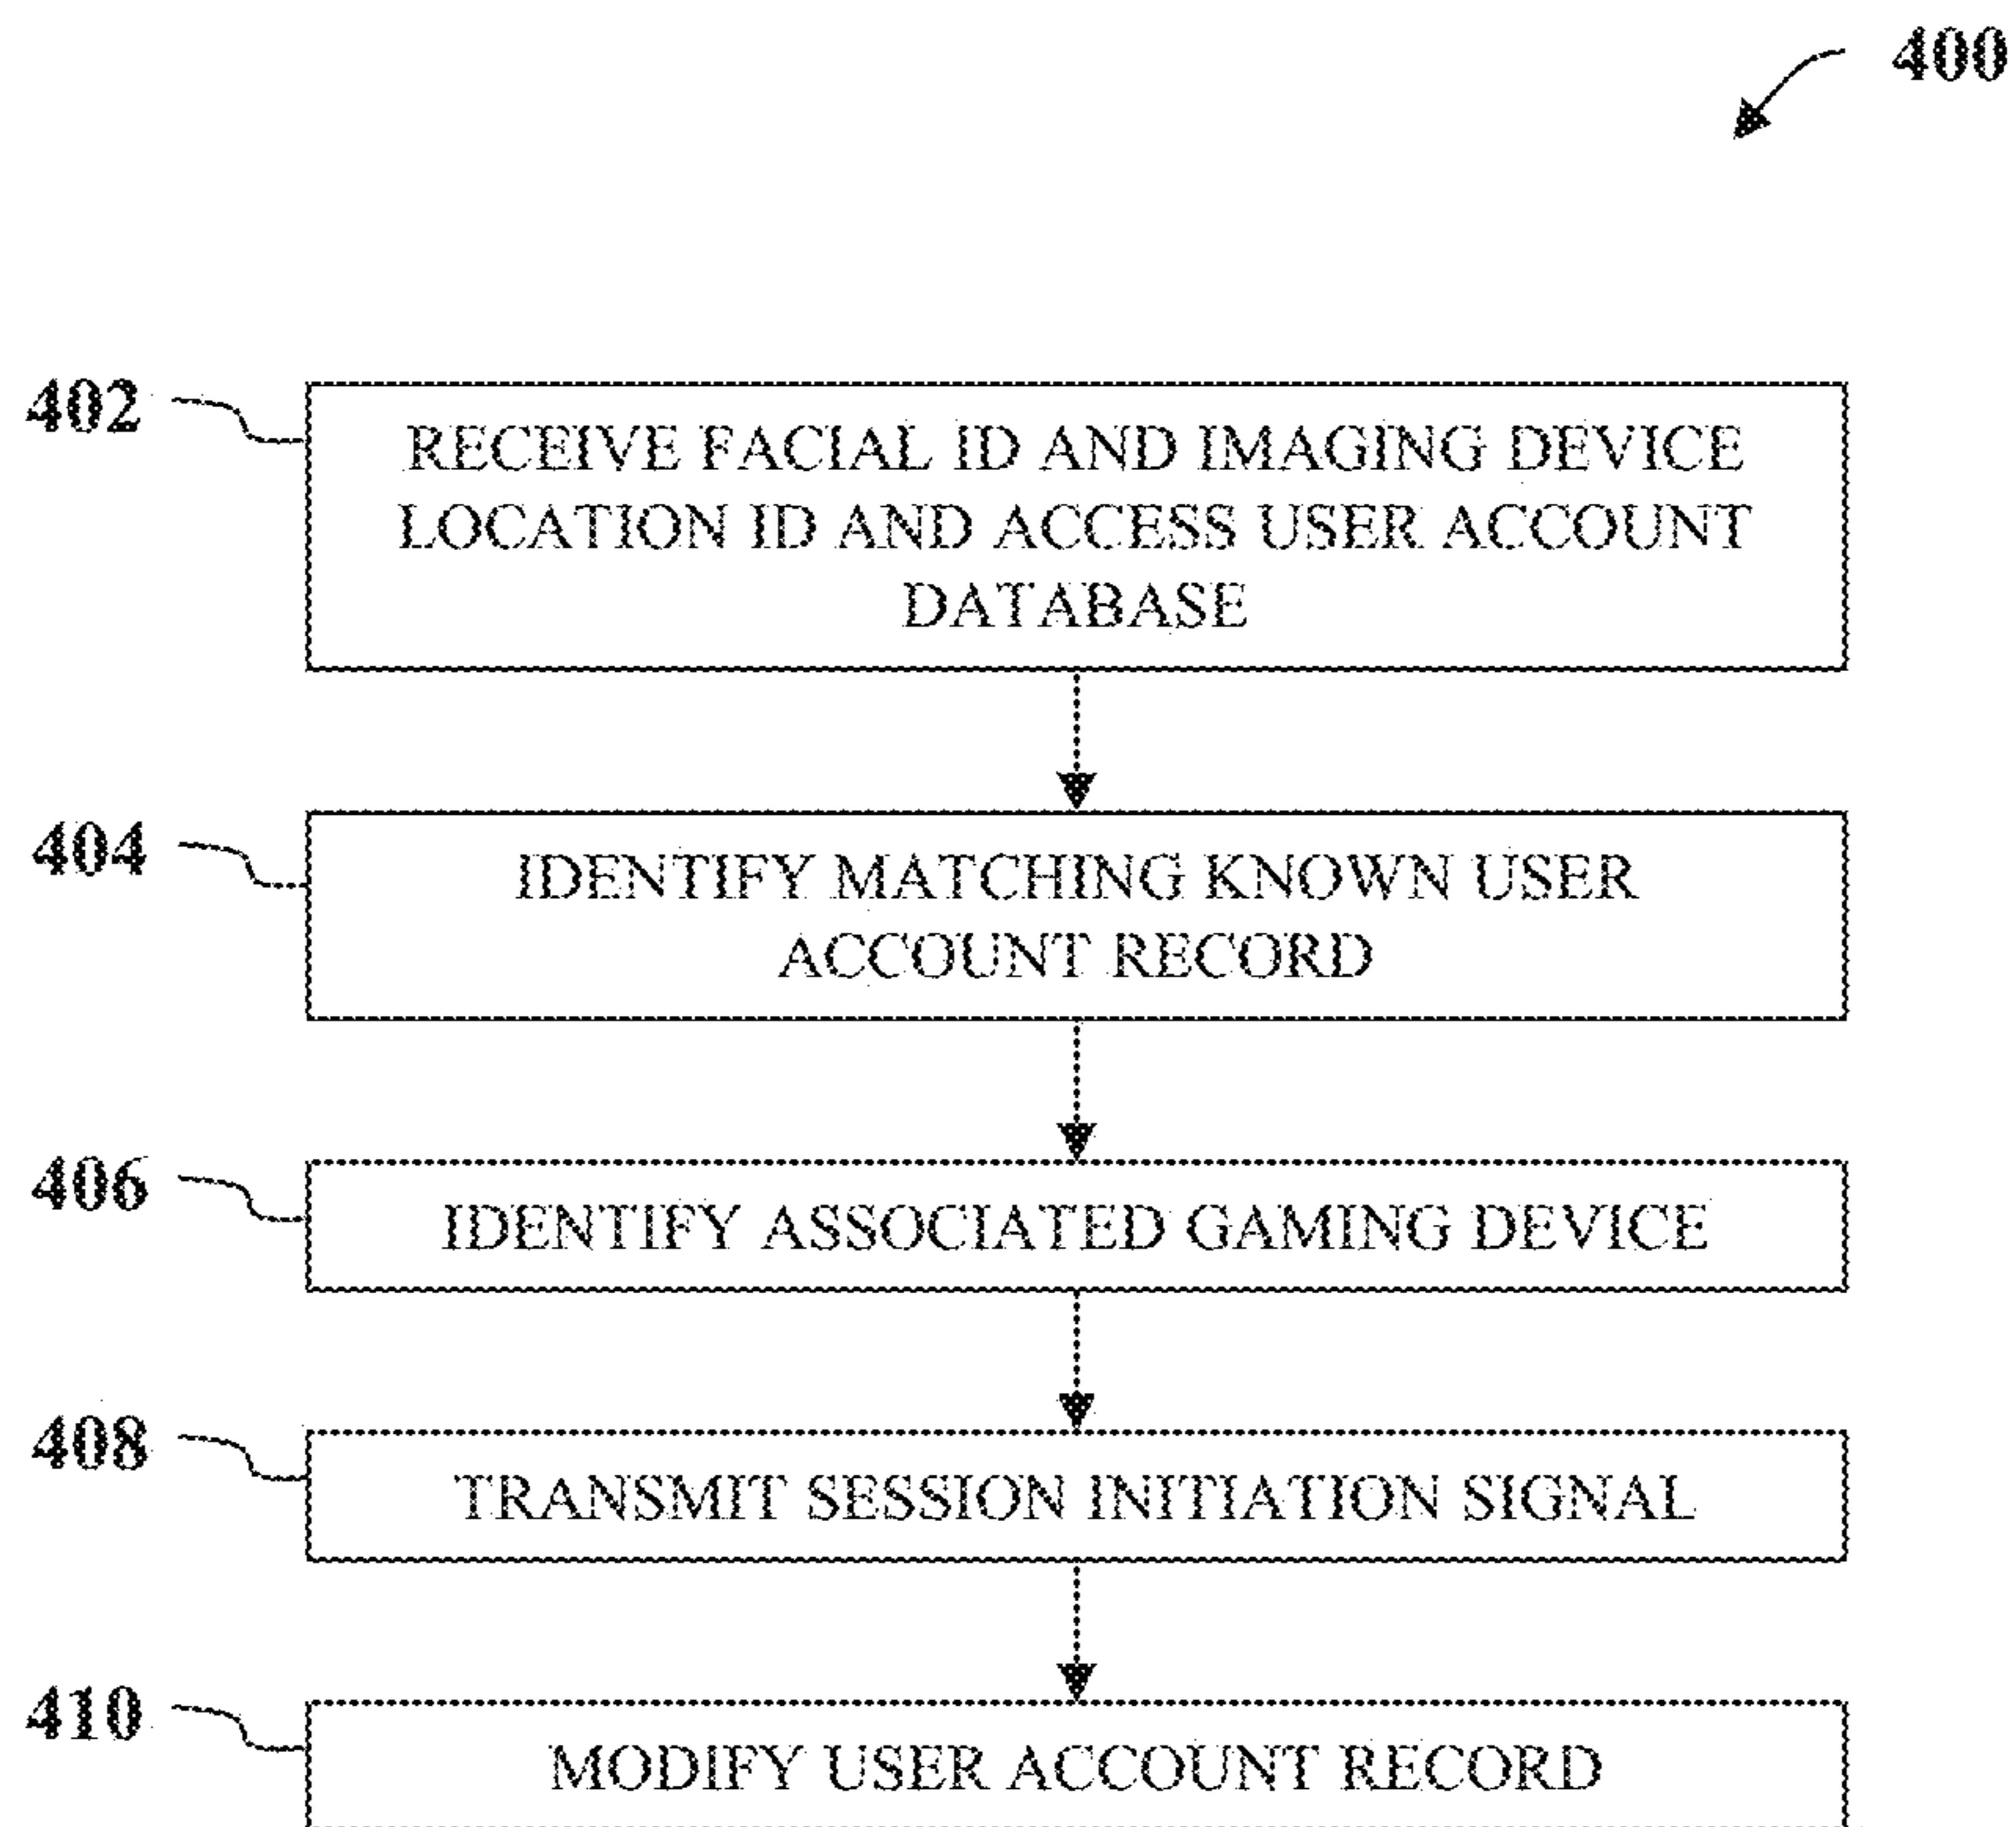 400
402
RECEIVE FACIAL ID AND IMAGING DEVICE
LOCATION ID AND ACCESS USER ACCOUNT
DATABASE
404
IDENTIFY MATCHING KNOWN USER
ACCOUNT RECORD
406
IDENTIFY ASSOCIATED GAMING DEVICE
408
TRANSMIT SESSION INITIATION SIGNAL
410
MODIFY USER ACCOUNT RECORD